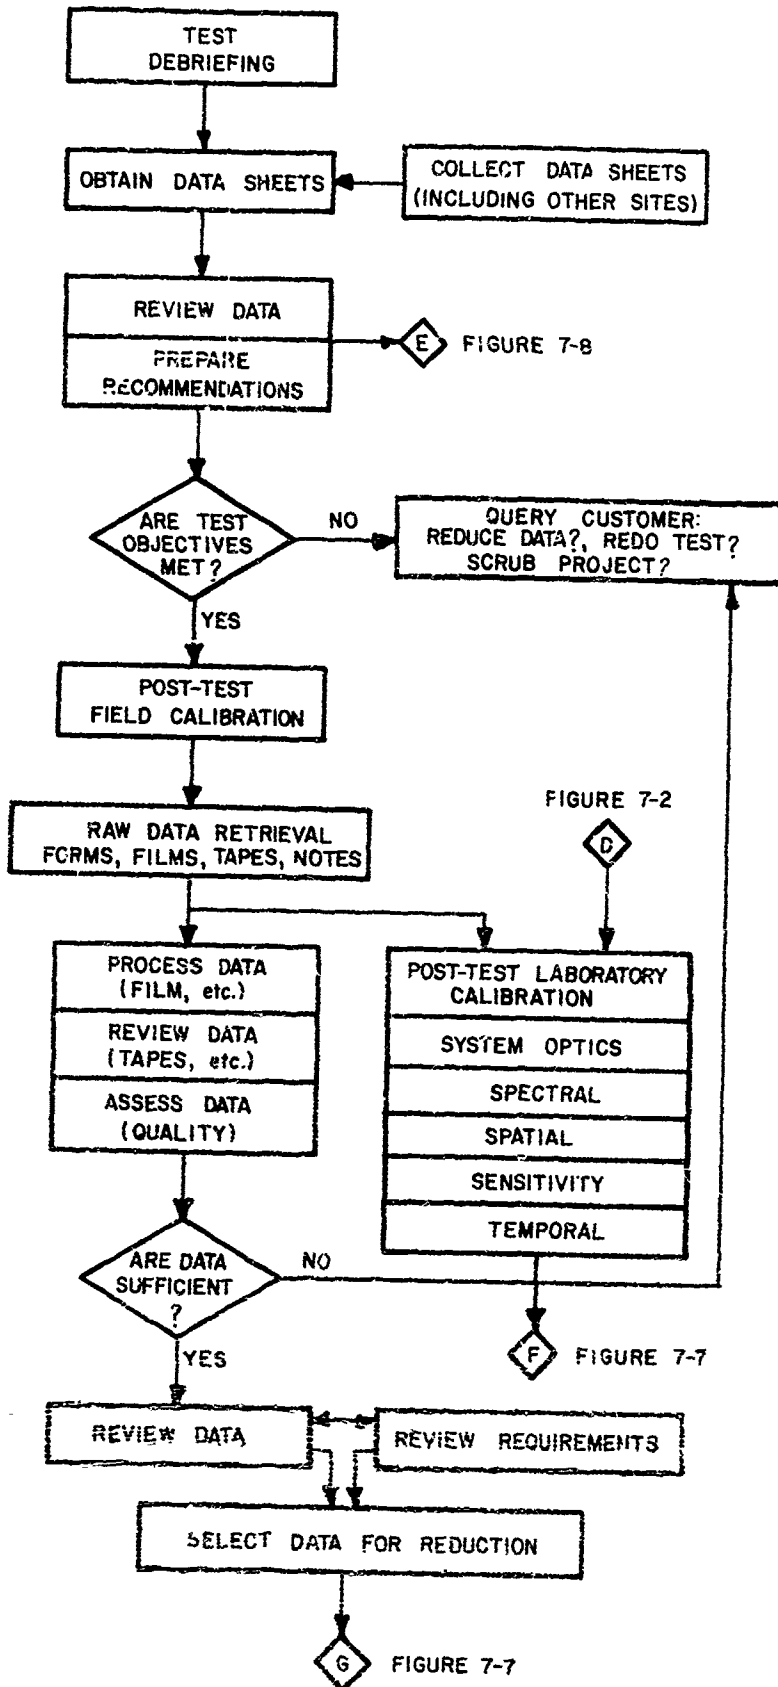 TEST
DEBRIEFING
OBTAIN DATA SHEETS
COLLECT DATA SHEETS
(INCLUDING OTHER SITES)
REVIEW DATA
PREPARE
RECOMMENDATIONS
E
FIGURE 7-8
ARE TEST
OBJECTIVES
MET?
NO
QUERY CUSTOMER:
REDUCE DATA?, REDO TEST?
SCRUB PROJECT?
YES
POST-TEST
FIELD CALIBRATION
RAW DATA RETRIEVAL
FORMS, FILMS, TAPES, NOTES
FIGURE 7-2
D
PROCESS DATA
(FILM, etc.)
REVIEW DATA
(TAPES, etc.)
ASSESS DATA
(QUALITY)
POST-TEST LABORATORY
CALIBRATION
SYSTEM OPTICS
SPECTRAL
SPATIAL
SENSITIVITY
TEMPORAL
ARE DATA
SUFFICIENT
?
NO
F
FIGURE 7-7
YES
REVIEW DATA
REVIEW REQUIREMENTS
SELECT DATA FOR REDUCTION
G
FIGURE 7-7